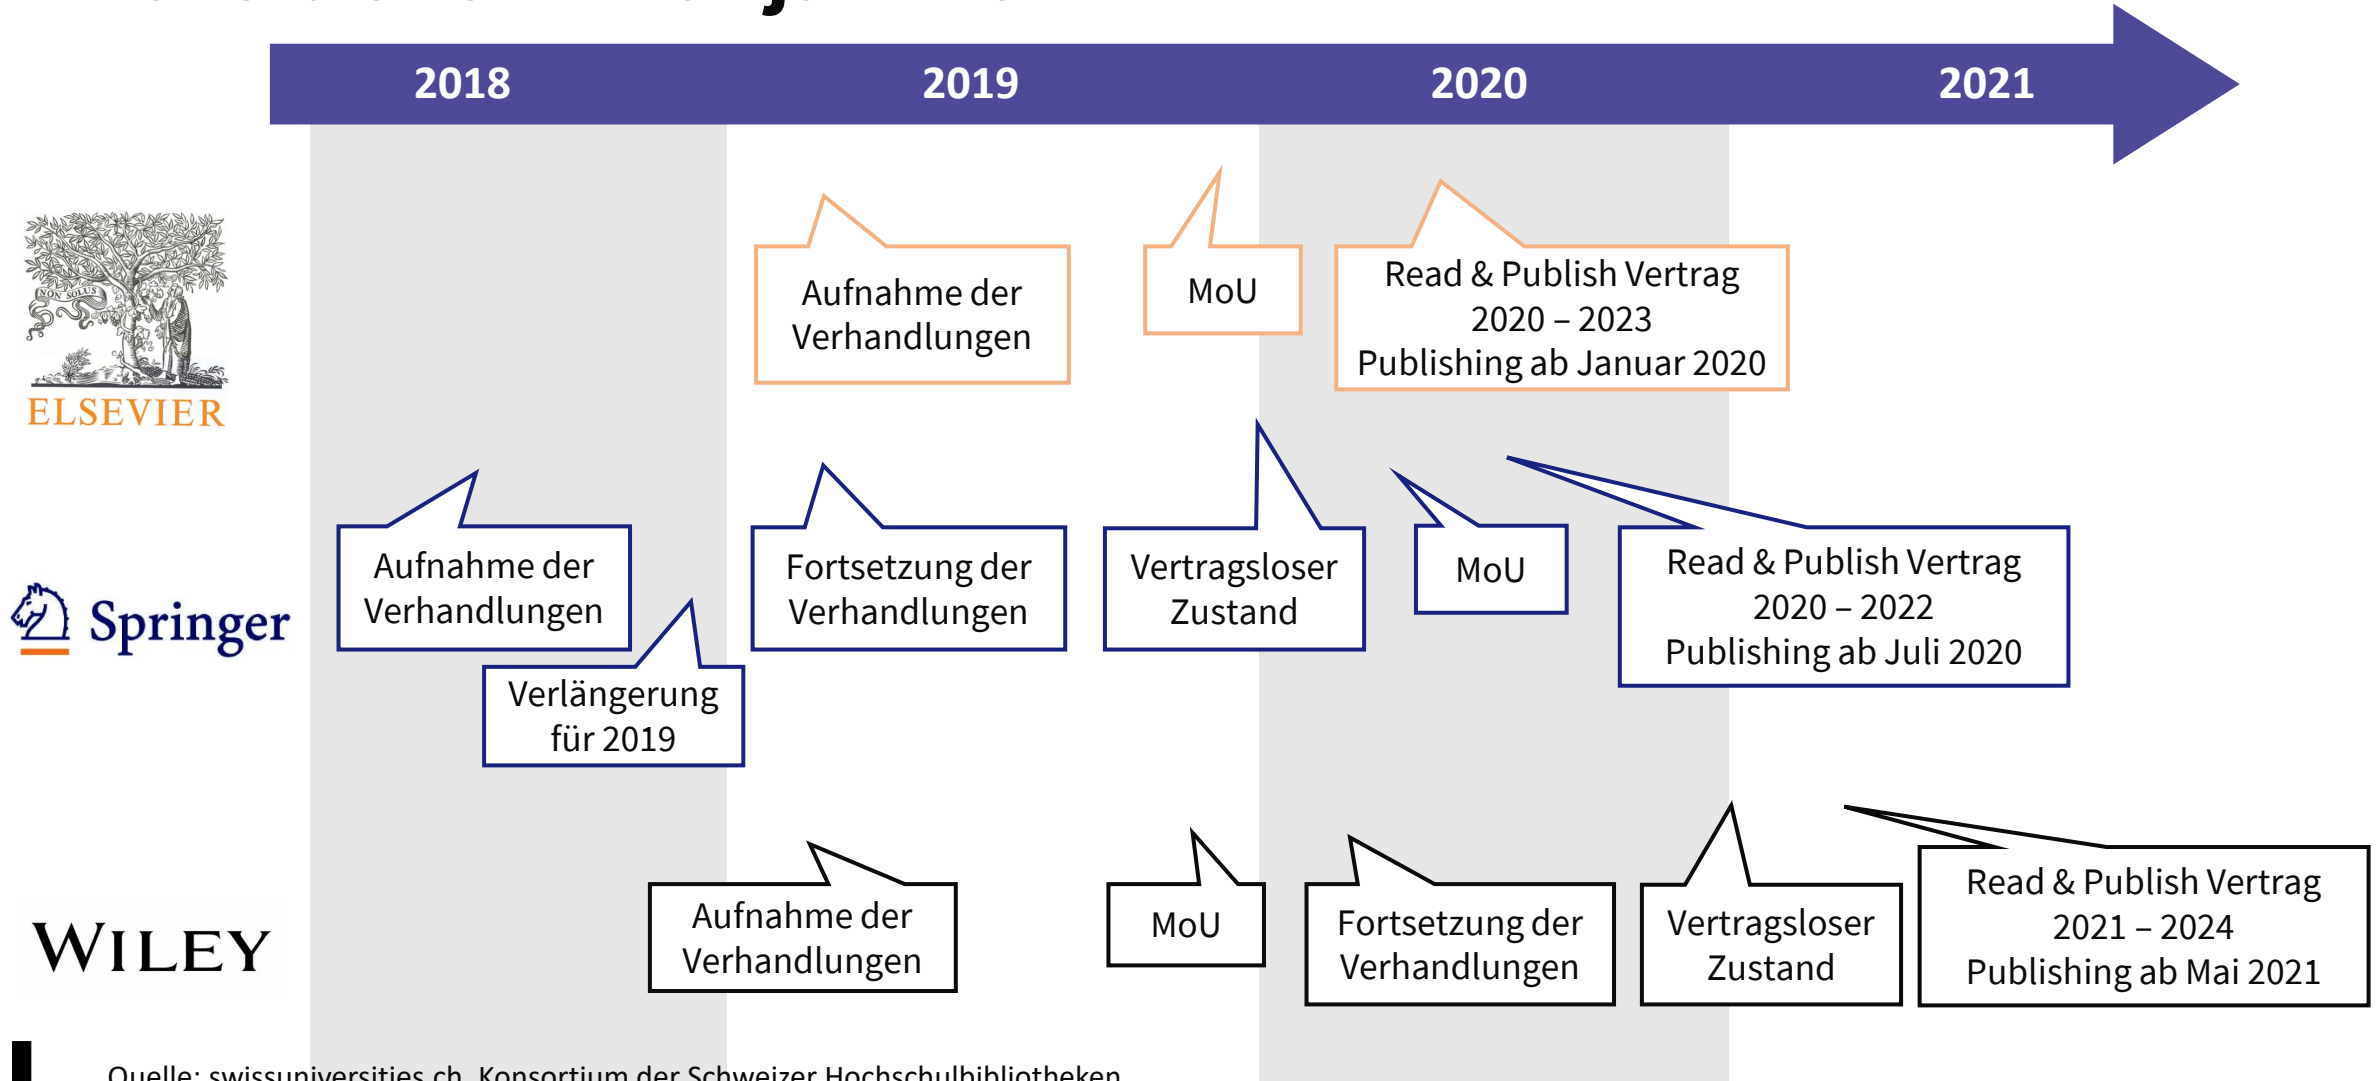 2018 2019 2020 2021
NON SOLUS
ELSEVIER
Aufnahme der
Verhandlungen
MoU
Read & Publish Vertrag
2020 – 2023
Publishing ab Januar 2020
Springer
Aufnahme der
Verhandlungen
Verlängerung
für 2019
Fortsetzung der
Verhandlungen
Vertragsloser
Zustand
MoU
Read & Publish Vertrag
2020 – 2022
Publishing ab Juli 2020
WILEY
Aufnahme der
Verhandlungen
MoU
Fortsetzung der
Verhandlungen
Vertragsloser
Zustand
Read & Publish Vertrag
2021 – 2024
Publishing ab Mai 2021
Quelle: swissuniversities.ch, Konsortium der Schweizer Hochschulbibliotheken